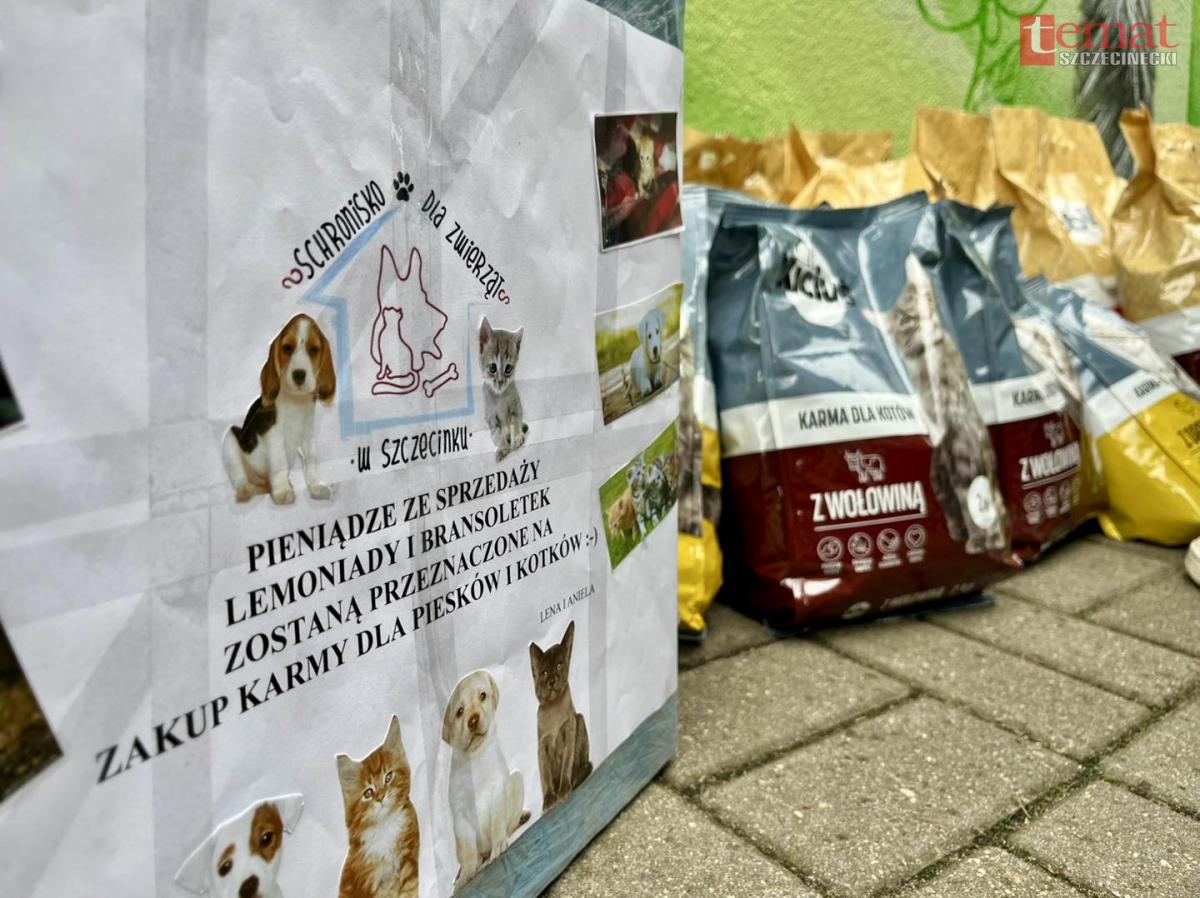 temat
SZCZECINECKI
SCHRONISKO DLA ZWIERZĄT
· W SZCZECINKU ·
PIENIĄDZE ZE SPRZEDAŻY
LEMONIADY I BRANSOLETEK
ZOSTANĄ PRZEZNACZONE NA
ZAKUP KARMY DLA PIESKÓW I KOTKÓW :-)
LENA I ANIELA
KARMA DLA KOTÓW
Z WOŁOWINĄ
Z WOŁOWINĄ